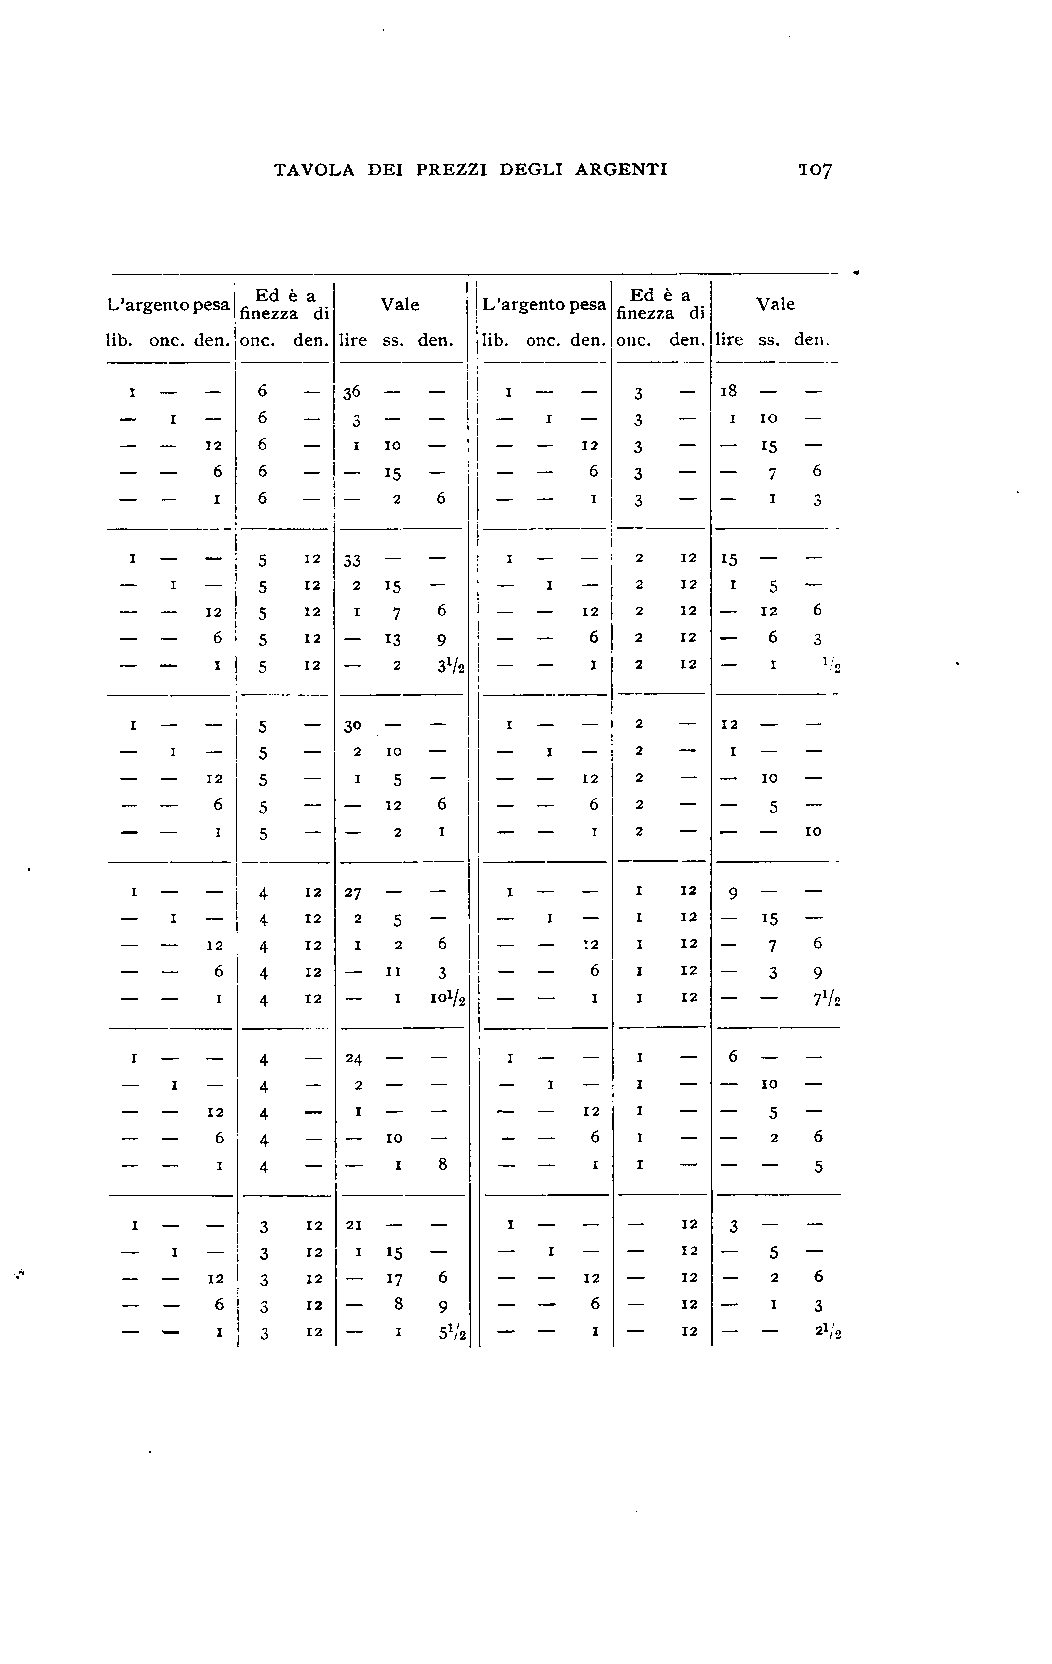 TAVOLA DEI PREZZI DEGLI ARGENTI 107
L'argento pesa Ed è a finezza di Vale L'argento pesa Ed è a finezza di Vale
lib. onc. den. onc. den. lire ss. den. lib. onc. den. onc. den. lire ss. den.
1 — — 6 — 36 — — 1 — — 3 — 18 — —
— 1 — 6 — 3 — — — 1 — 3 — 1 10 —
— — 12 6 — 1 10 — — — 12 3 — — 15 —
— — 6 6 — — 15 — — — 6 3 — — 7 6
— — 1 6 — — 2 6 — — 1 3 — — 1 3
1 — — 5 12 33 — — 1 — — 2 12 15 — —
— 1 — 5 12 2 15 — — 1 — 2 12 1 5 —
— — 12 5 12 1 7 6 — — 12 2 12 — 12 6
— — 6 5 12 — 13 9 — — 6 2 12 — 6 3
— — 1 5 12 — 2 3 1/2 — — 1 2 12 — 1 1/2
1 — — 5 — 30 — — 1 — — 2 — 12 — —
— 1 — 5 — 2 10 — — 1 — 2 — 1 — —
— — 12 5 — 1 5 — — — 12 2 — — 10 —
— — 6 5 — — 12 6 — — 6 2 — — 5 —
— — 1 5 — — 2 1 — — 1 2 — — — 10
1 — — 4 12 27 — — 1 — — 1 12 9 — —
— 1 — 4 12 2 5 — — 1 — 1 12 — 15 —
— — 12 4 12 1 2 6 — — 12 1 12 — 7 6
— — 6 4 12 — 11 3 — — 6 1 12 — 3 9
— — 1 4 12 — 1 10 1/2 — — 1 1 12 — — 7 1/2
1 — — 4 — 24 — — 1 — — 1 — 6 — —
— 1 — 4 — 2 — — — 1 — 1 — — 10 —
— — 12 4 — 1 — — — — 12 1 — — 5 —
— — 6 4 — — 10 — — — 6 1 — — 2 6
— — 1 4 — — 1 8 — — 1 1 — — — 5
1 — — 3 12 21 — — 1 — — — 12 3 — —
— 1 — 3 12 1 15 — — 1 — — 12 — 5 —
— — 12 3 12 — 17 6 — — 12 — 12 — 2 6
— — 6 3 12 — 8 9 — — 6 — 12 — 1 3
— — 1 3 12 — 1 5 1/2 — — 1 — 12 — — 2 1/2